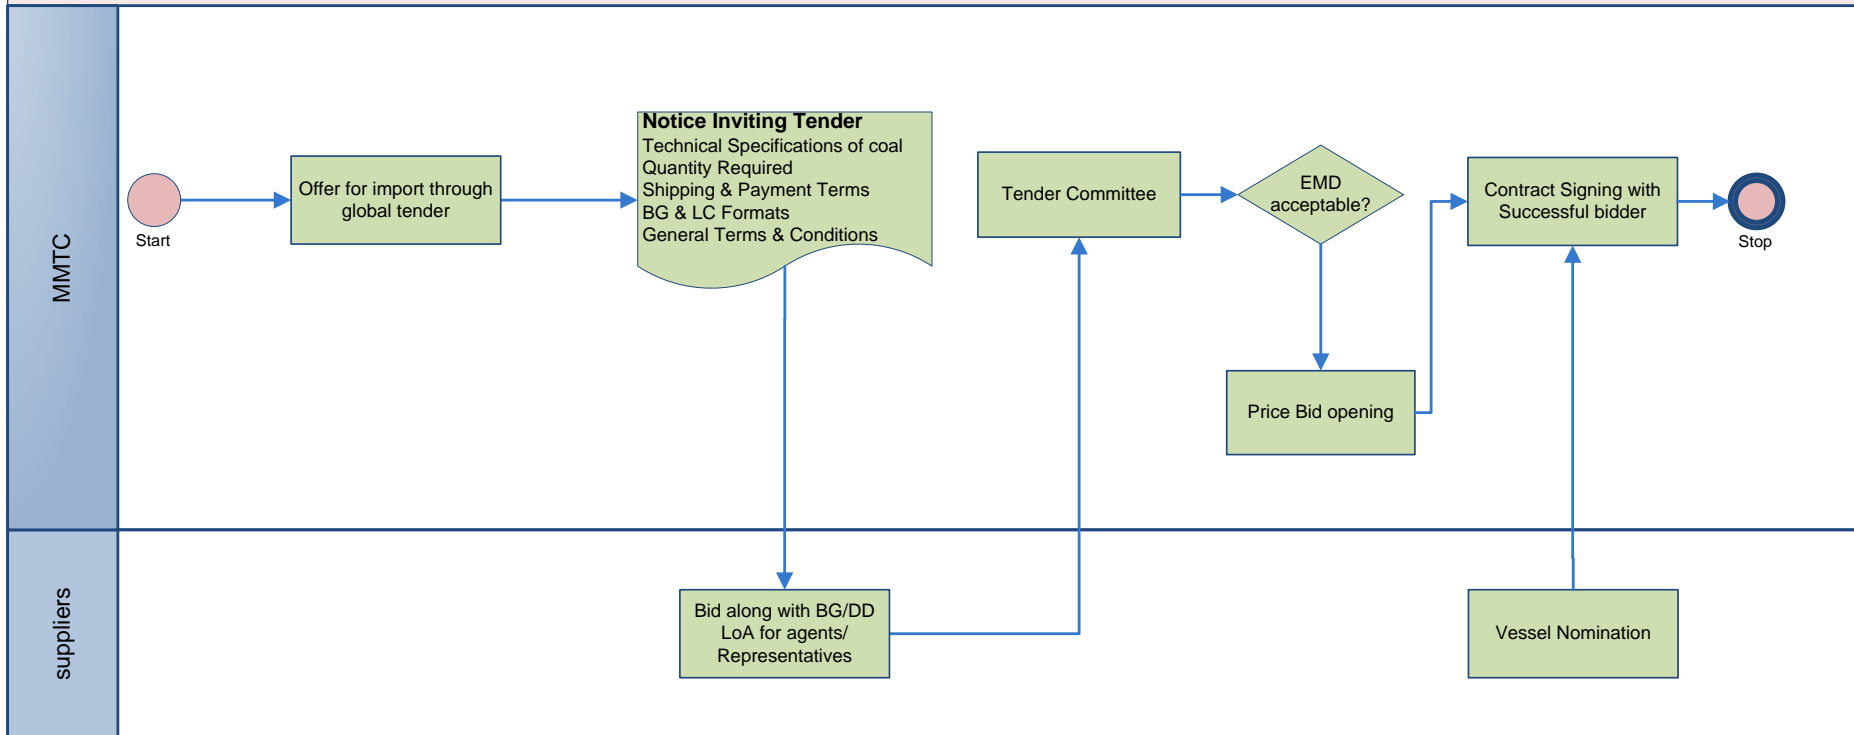 MMTC
Start
Offer for import through
global tender
Notice Inviting Tender
Technical Specifications of coal
Quantity Required
Shipping & Payment Terms
BG & LC Formats
General Terms & Conditions
Tender Committee
EMD
acceptable?
Price Bid opening
Contract Signing with
Successful bidder
Stop
suppliers
Bid along with BG/DD
LoA for agents/
Representatives
Vessel Nomination